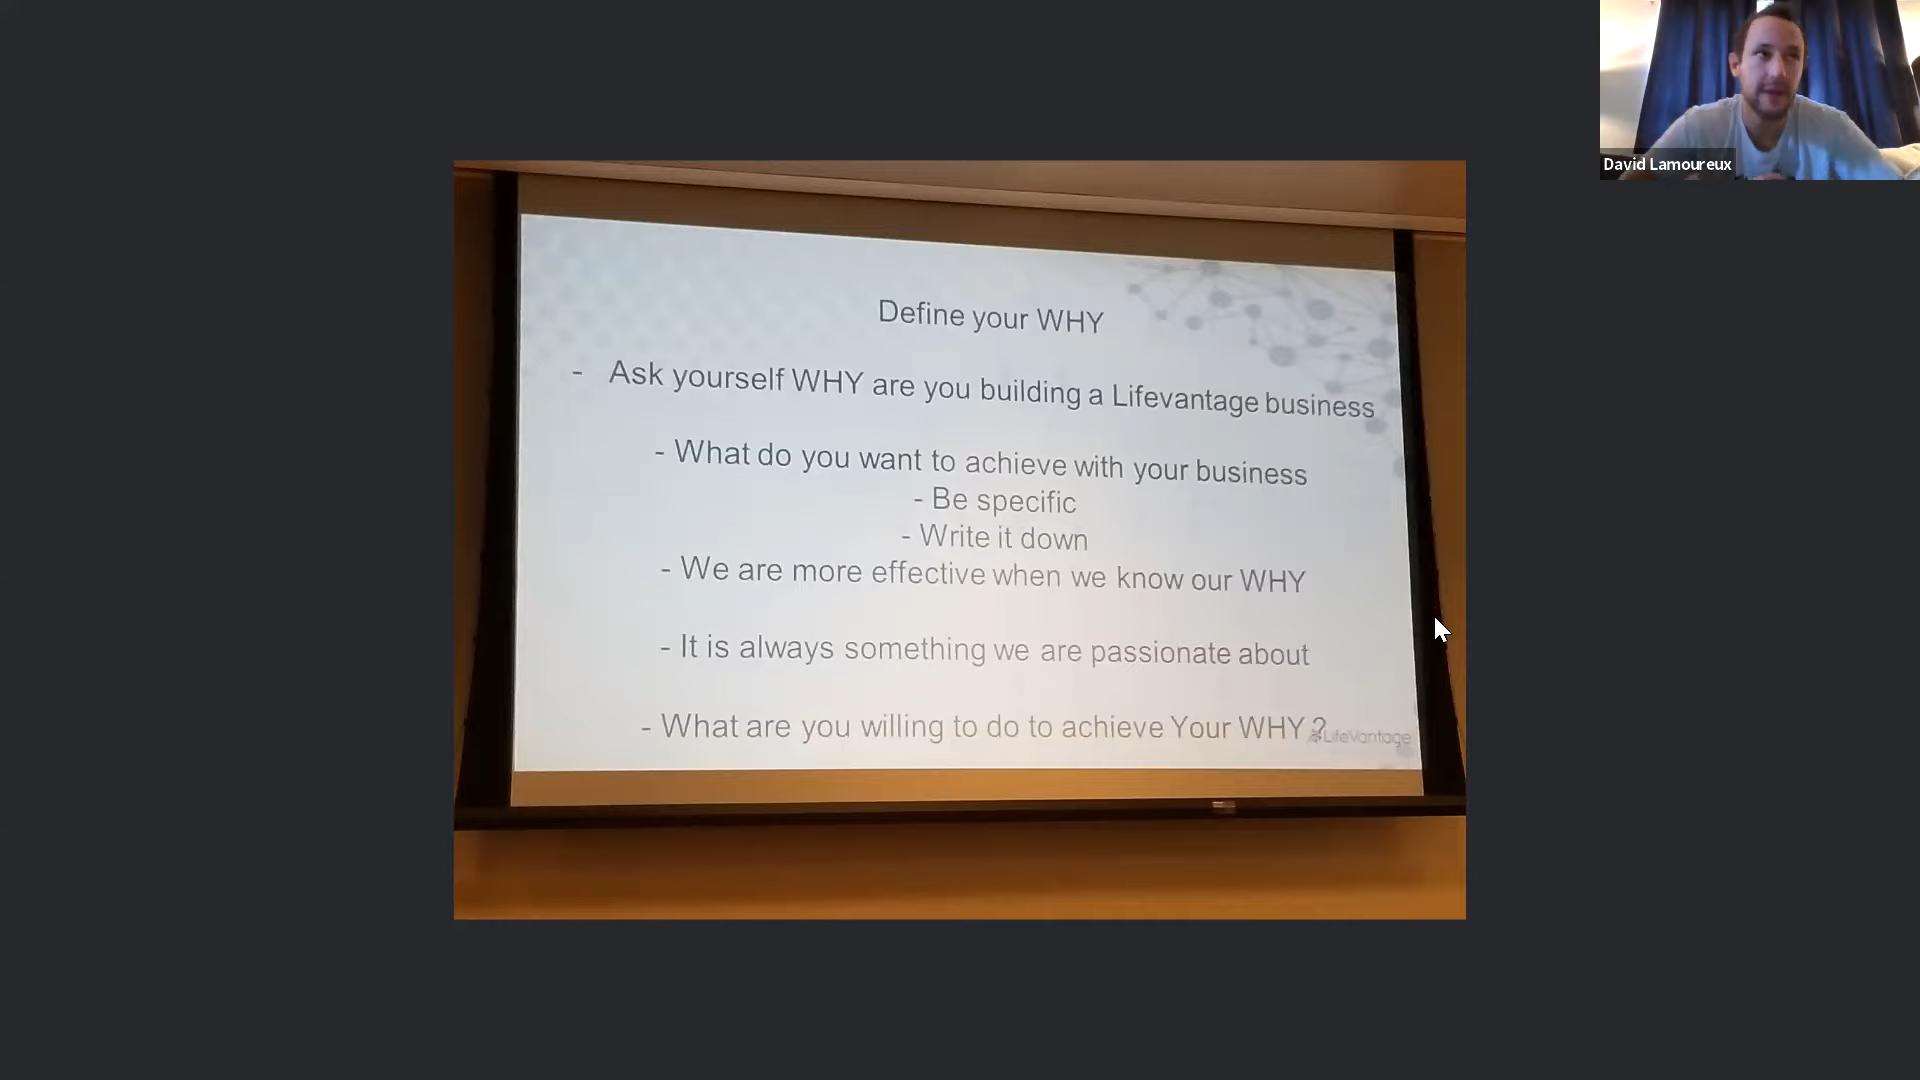 David Lamoureux
Define your WHY
- Ask yourself WHY are you building a Lifevantage business
- What do you want to achieve with your business
- Be specific
- Write it down
- We are more effective when we know our WHY
- It is always something we are passionate about
- What are you willing to do to achieve Your WHY ?
LifeVantage